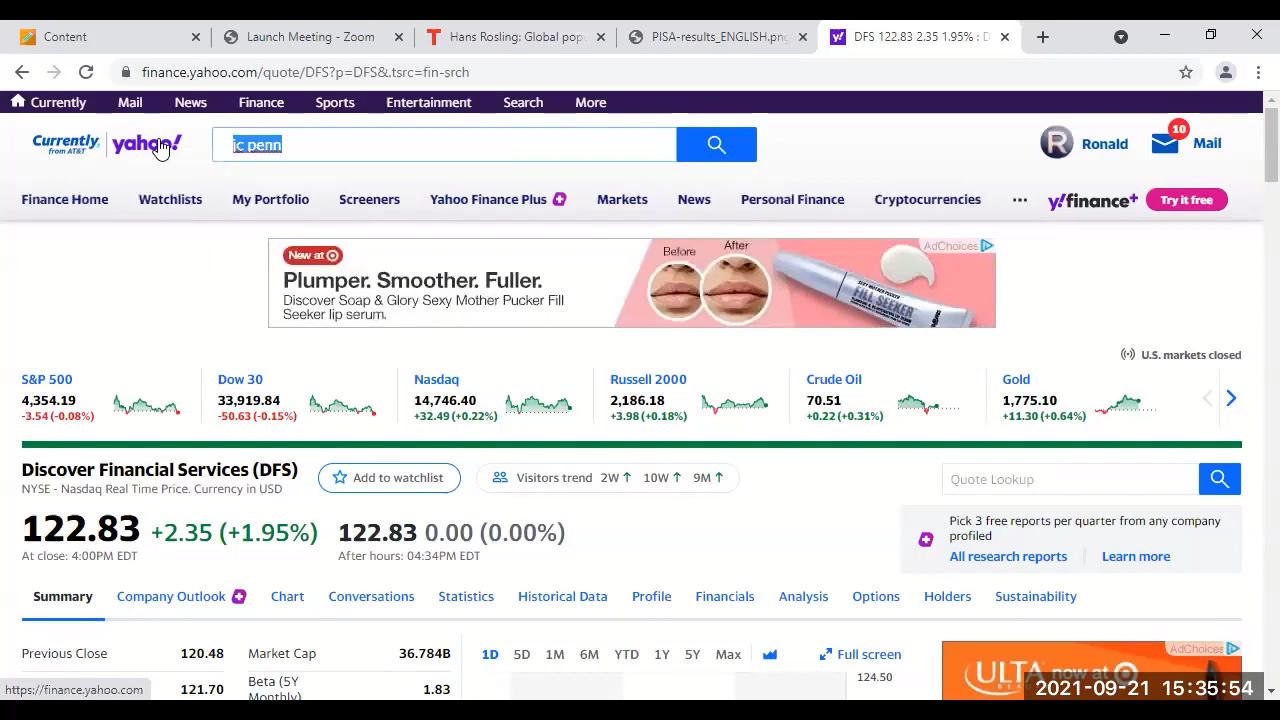 Content
Launch Meeting - Zoom
Hans Rosling: Global pop
PISA-results_ENGLISH.png
DFS 122.83 2.35 1.95% : D
finance.yahoo.com/quote/DFS?p=DFS&.tsrc=fin-srch
Currently Mail News Finance Sports Entertainment Search More
Currently, from AT&T yahoo!
jc penn
Ronald 10 Mail
Finance Home Watchlists My Portfolio Screeners Yahoo Finance Plus Markets News Personal Finance Cryptocurrencies ... y!finance+ Try it free
New at
Plumper. Smoother. Fuller.
Discover Soap & Glory Sexy Mother Pucker Fill
Seeker lip serum.
Before After
FILL SEEKER
AdChoices
U.S. markets closed
S&P 500
4,354.19
-3.54 (-0.08%)
Dow 30
33,919.84
-50.63 (-0.15%)
Nasdaq
14,746.40
+32.49 (+0.22%)
Russell 2000
2,186.18
+3.98 (+0.18%)
Crude Oil
70.51
+0.22 (+0.31%)
Gold
1,775.10
+11.30 (+0.64%)
Discover Financial Services (DFS)
NYSE - Nasdaq Real Time Price. Currency in USD
Add to watchlist
Visitors trend 2W 10W 9M
Quote Lookup
122.83 +2.35 (+1.95%)
At close: 4:00PM EDT
122.83 0.00 (0.00%)
After hours: 04:34PM EDT
Pick 3 free reports per quarter from any company
profiled
All research reports Learn more
Summary Company Outlook Chart Conversations Statistics Historical Data Profile Financials Analysis Options Holders Sustainability
Previous Close 120.48
121.70
Market Cap 36.784B
Beta (5Y
Monthly) 1.83
1D 5D 1M 6M YTD 1Y 5Y Max Full screen
124.50
AdChoices
ULTA now at
https://finance.yahoo.com
2021-09-21 15:35:54